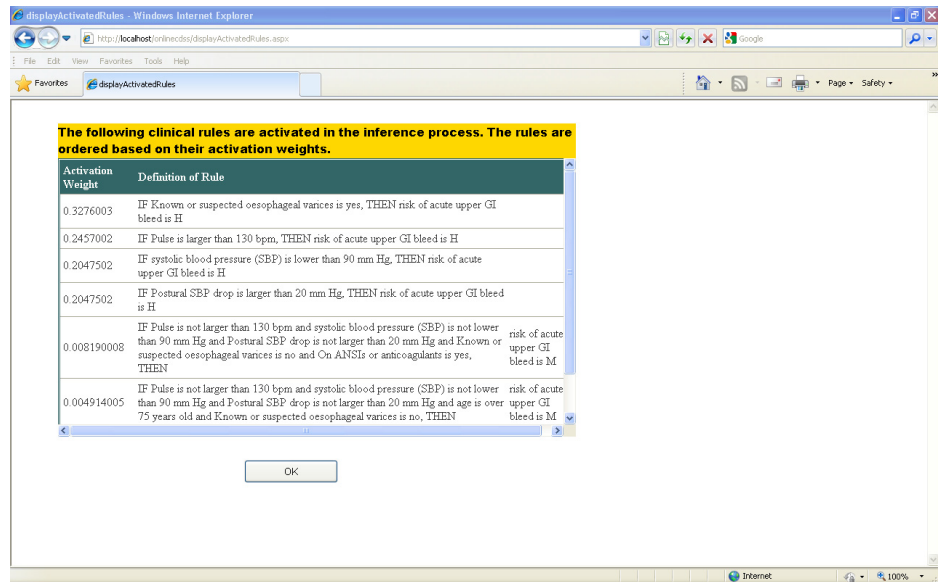 displayActivatedRules - Windows Internet Explorer
http://localhost/onlinecdss/displayActivatedRules.aspx
Google
File Edit View Favorites Tools Help
Favorites
displayActivatedRules
Page
Safety
The following clinical rules are activated in the inference process. The rules are
ordered based on their activation weights.
Activation
Weight
Definition of Rule
0.3276003
IF Known or suspected oesophageal varices is yes, THEN risk of acute upper GI
bleed is H
0.2457002
IF Pulse is larger than 130 bpm, THEN risk of acute upper GI bleed is H
0.2047502
IF systolic blood pressure (SBP) is lower than 90 mm Hg, THEN risk of acute
upper GI bleed is H
0.2047502
IF Postural SBP drop is larger than 20 mm Hg, THEN risk of acute upper GI bleed
is H
0.008190008
IF Pulse is not larger than 130 bpm and systolic blood pressure (SBP) is not lower
than 90 mm Hg and Postural SBP drop is not larger than 20 mm Hg and Known or
suspected oesophageal varices is no and On ANSIs or anticoagulants is yes,
THEN
risk of acute
upper GI
bleed is M
0.004914005
IF Pulse is not larger than 130 bpm and systolic blood pressure (SBP) is not lower
than 90 mm Hg and Postural SBP drop is not larger than 20 mm Hg and age is over
75 years old and Known or suspected oesophageal varices is no, THEN
risk of acute
upper GI
bleed is M
OK
Internet
100%